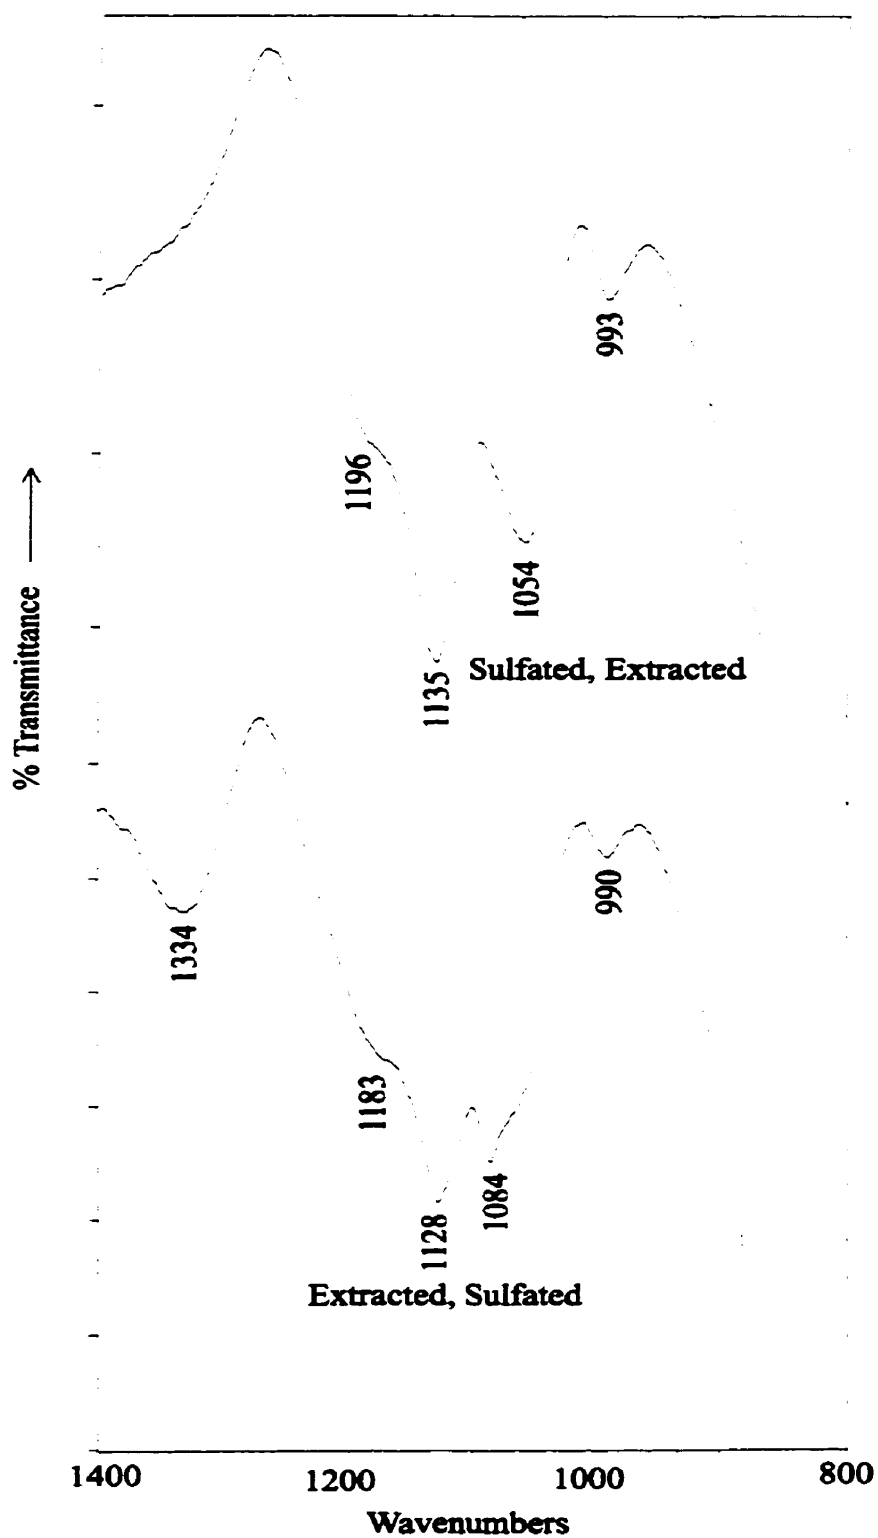 993
1196
1054
1135
Sulfated, Extracted
% Transmittance
990
1334
1183
1084
1128
Extracted, Sulfated
1400 1200 1000 800
Wavenumbers